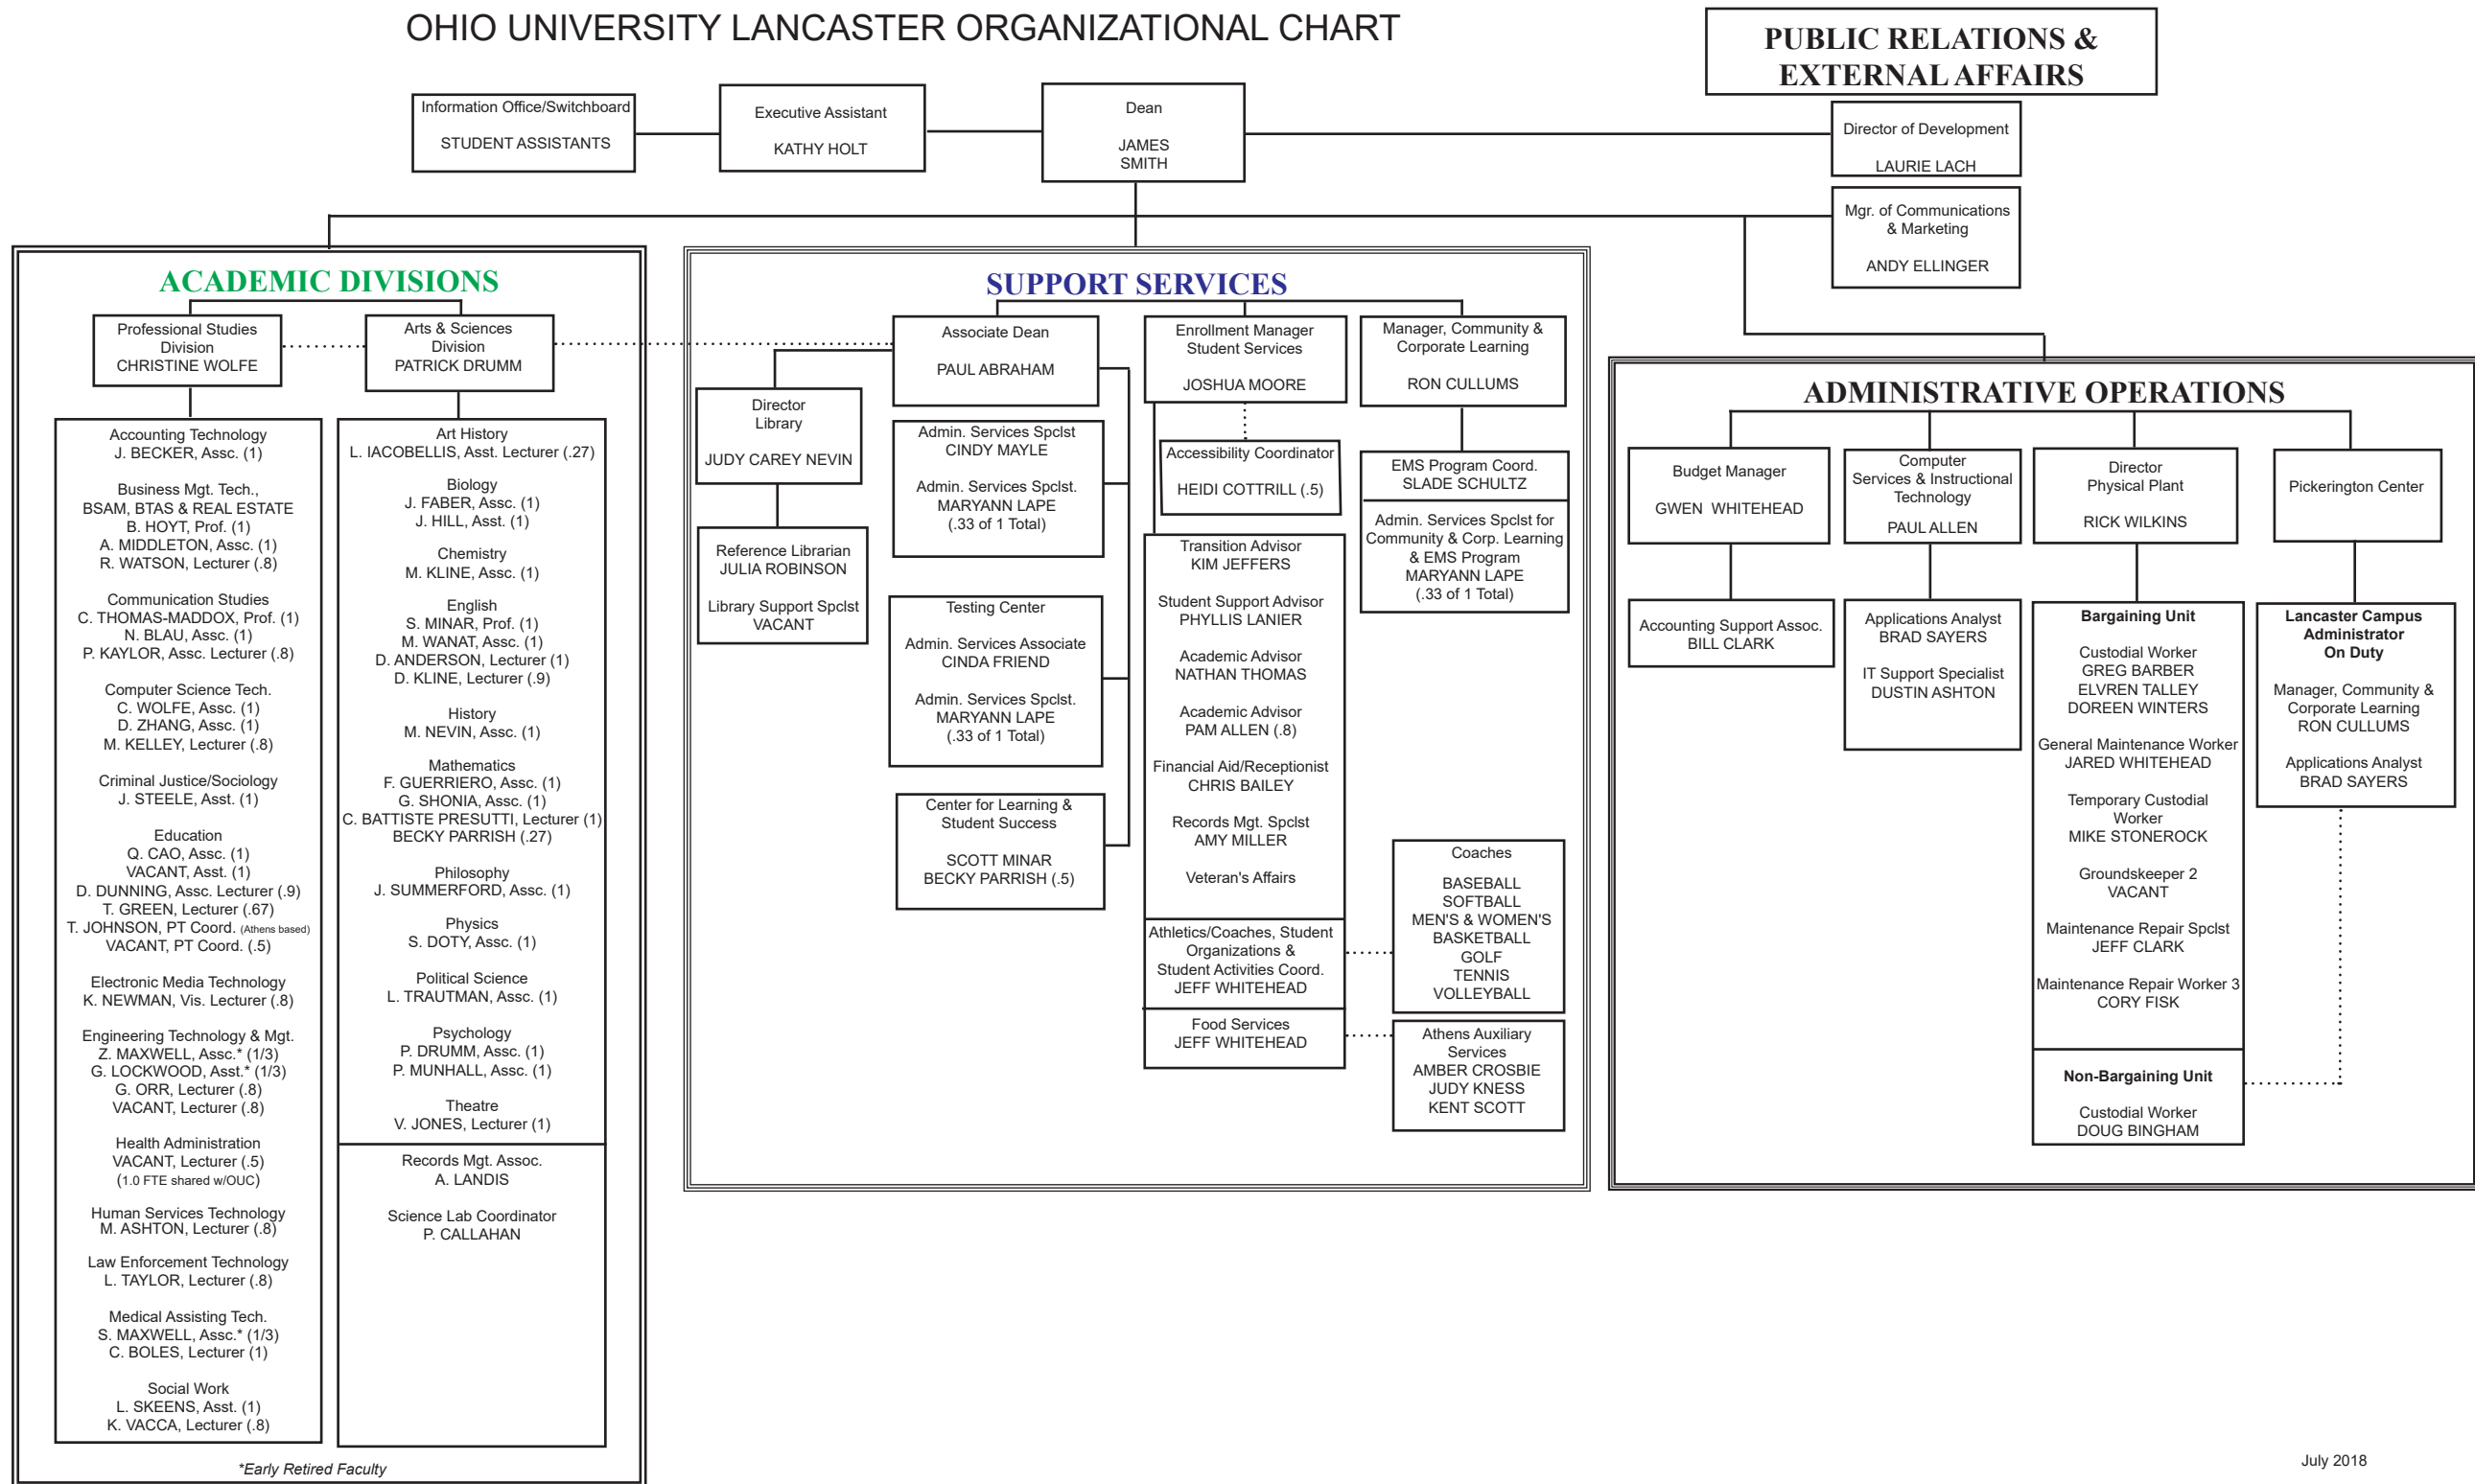 OHIO UNIVERSITY LANCASTER ORGANIZATIONAL CHART
PUBLIC RELATIONS &
EXTERNAL AFFAIRS
Information Office/Switchboard
STUDENT ASSISTANTS
Executive Assistant
KATHY HOLT
Dean
JAMES
SMITH
Director of Development
LAURIE LACH
Mgr. of Communications
& Marketing
ANDY ELLINGER
ACADEMIC DIVISIONS
Professional Studies
Division
CHRISTINE WOLFE
Arts & Sciences
Division
PATRICK DRUMM
Accounting Technology
J. BECKER, Assc. (1)
Business Mgt. Tech.,
BSAM, BTAS & REAL ESTATE
B. HOYT, Prof. (1)
A. MIDDLETON, Assc. (1)
R. WATSON, Lecturer (.8)
Communication Studies
C. THOMAS-MADDOX, Prof. (1)
N. BLAU, Assc. (1)
P. KAYLOR, Assc. Lecturer (.8)
Computer Science Tech.
C. WOLFE, Assc. (1)
D. ZHANG, Assc. (1)
M. KELLEY, Lecturer (.8)
Criminal Justice/Sociology
J. STEELE, Asst. (1)
Education
Q. CAO, Assc. (1)
VACANT, Asst. (1)
D. DUNNING, Assc. Lecturer (.9)
T. GREEN, Lecturer (.67)
T. JOHNSON, PT Coord. (Athens based)
VACANT, PT Coord. (.5)
Electronic Media Technology
K. NEWMAN, Vis. Lecturer (.8)
Engineering Technology & Mgt.
Z. MAXWELL, Assc.* (1/3)
G. LOCKWOOD, Asst.* (1/3)
G. ORR, Lecturer (.8)
VACANT, Lecturer (.8)
Health Administration
VACANT, Lecturer (.5)
(1.0 FTE shared w/OUC)
Human Services Technology
M. ASHTON, Lecturer (.8)
Law Enforcement Technology
L. TAYLOR, Lecturer (.8)
Medical Assisting Tech.
S. MAXWELL, Assc.* (1/3)
C. BOLES, Lecturer (1)
Social Work
L. SKEENS, Asst. (1)
K. VACCA, Lecturer (.8)
Art History
L. IACOBELLIS, Asst. Lecturer (.27)
Biology
J. FABER, Assc. (1)
J. HILL, Asst. (1)
Chemistry
M. KLINE, Assc. (1)
English
S. MINAR, Prof. (1)
M. WANAT, Assc. (1)
D. ANDERSON, Lecturer (1)
D. KLINE, Lecturer (.9)
History
M. NEVIN, Assc. (1)
Mathematics
F. GUERRIERO, Assc. (1)
G. SHONIA, Assc. (1)
C. BATTISTE PRESUTTI, Lecturer (1)
BECKY PARRISH (.27)
Philosophy
J. SUMMERFORD, Assc. (1)
Physics
S. DOTY, Assc. (1)
Political Science
L. TRAUTMAN, Assc. (1)
Psychology
P. DRUMM, Assc. (1)
P. MUNHALL, Assc. (1)
Theatre
V. JONES, Lecturer (1)
Records Mgt. Assoc.
A. LANDIS
Science Lab Coordinator
P. CALLAHAN
*Early Retired Faculty
SUPPORT SERVICES
Associate Dean
PAUL ABRAHAM
Enrollment Manager
Student Services
JOSHUA MOORE
Manager, Community &
Corporate Learning
RON CULLUMS
Director
Library
JUDY CAREY NEVIN
Reference Librarian
JULIA ROBINSON
Library Support Spclst
VACANT
Admin. Services Spclst
CINDY MAYLE
Admin. Services Spclst.
MARYANN LAPE
(.33 of 1 Total)
Testing Center
Admin. Services Associate
CINDA FRIEND
Admin. Services Spclst.
MARYANN LAPE
(.33 of 1 Total)
Center for Learning &
Student Success
SCOTT MINAR
BECKY PARRISH (.5)
Accessibility Coordinator
HEIDI COTTRILL (.5)
Transition Advisor
KIM JEFFERS
Student Support Advisor
PHYLLIS LANIER
Academic Advisor
NATHAN THOMAS
Academic Advisor
PAM ALLEN (.8)
Financial Aid/Receptionist
CHRIS BAILEY
Records Mgt. Spclst
AMY MILLER
Veteran's Affairs
Athletics/Coaches, Student
Organizations &
Student Activities Coord.
JEFF WHITEHEAD
Food Services
JEFF WHITEHEAD
EMS Program Coord.
SLADE SCHULTZ
Admin. Services Spclst for
Community & Corp. Learning
& EMS Program
MARYANN LAPE
(.33 of 1 Total)
Coaches
BASEBALL
SOFTBALL
MEN'S & WOMEN'S
BASKETBALL
GOLF
TENNIS
VOLLEYBALL
Athens Auxiliary
Services
AMBER CROSBIE
JUDY KNESS
KENT SCOTT
ADMINISTRATIVE OPERATIONS
Budget Manager
GWEN WHITEHEAD
Computer
Services & Instructional
Technology
PAUL ALLEN
Director
Physical Plant
RICK WILKINS
Pickerington Center
Accounting Support Assoc.
BILL CLARK
Applications Analyst
BRAD SAYERS
IT Support Specialist
DUSTIN ASHTON
Bargaining Unit
Custodial Worker
GREG BARBER
ELVREN TALLEY
DOREEN WINTERS
General Maintenance Worker
JARED WHITEHEAD
Temporary Custodial
Worker
MIKE STONEROCK
Groundskeeper 2
VACANT
Maintenance Repair Spclst
JEFF CLARK
Maintenance Repair Worker 3
CORY FISK
Non-Bargaining Unit
Custodial Worker
DOUG BINGHAM
Lancaster Campus
Administrator
On Duty
Manager, Community &
Corporate Learning
RON CULLUMS
Applications Analyst
BRAD SAYERS
July 2018